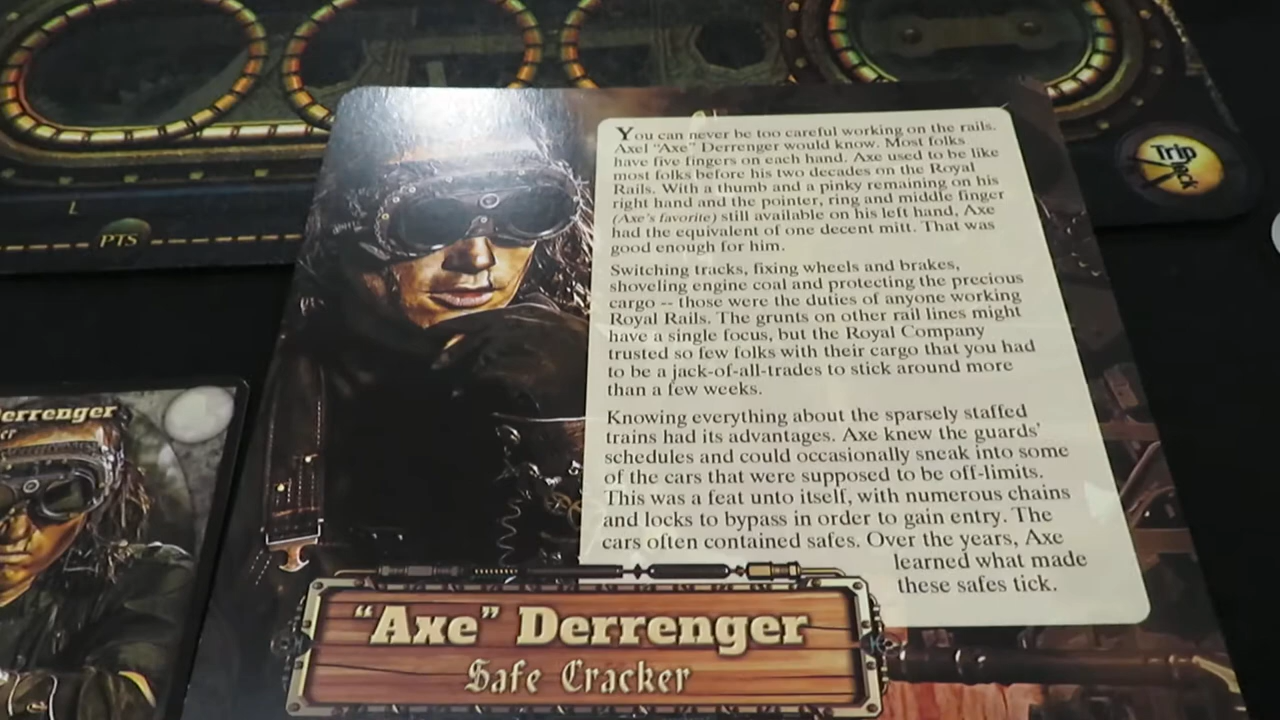 You can never be too careful working on the rails.
Axel "Axe" Derrenger would know. Most folks
have five fingers on each hand. Axe used to be like
most folks before his two decades on the Royal
Rails. With a thumb and a pinky remaining on his
right hand and the pointer, ring and middle finger
(Axe's favorite) still available on his left hand, Axe
had the equivalent of one decent mitt. That was
good enough for him.
Switching tracks, fixing wheels and brakes,
shoveling engine coal and protecting the precious
cargo -- those were the duties of anyone working
Royal Rails. The grunts on other rail lines might
have a single focus, but the Royal Company
trusted so few folks with their cargo that you had
to be a jack-of-all-trades to stick around more
than a few weeks.
Knowing everything about the sparsely staffed
trains had its advantages. Axe knew the guards'
schedules and could occasionally sneak into some
of the cars that were supposed to be off-limits.
This was a feat unto itself, with numerous chains
and locks to bypass in order to gain entry. The
cars often contained safes. Over the years, Axe
learned what made
these safes tick.
"Axe" Derrenger
Safe Cracker
Trip
PTS
L
errenger